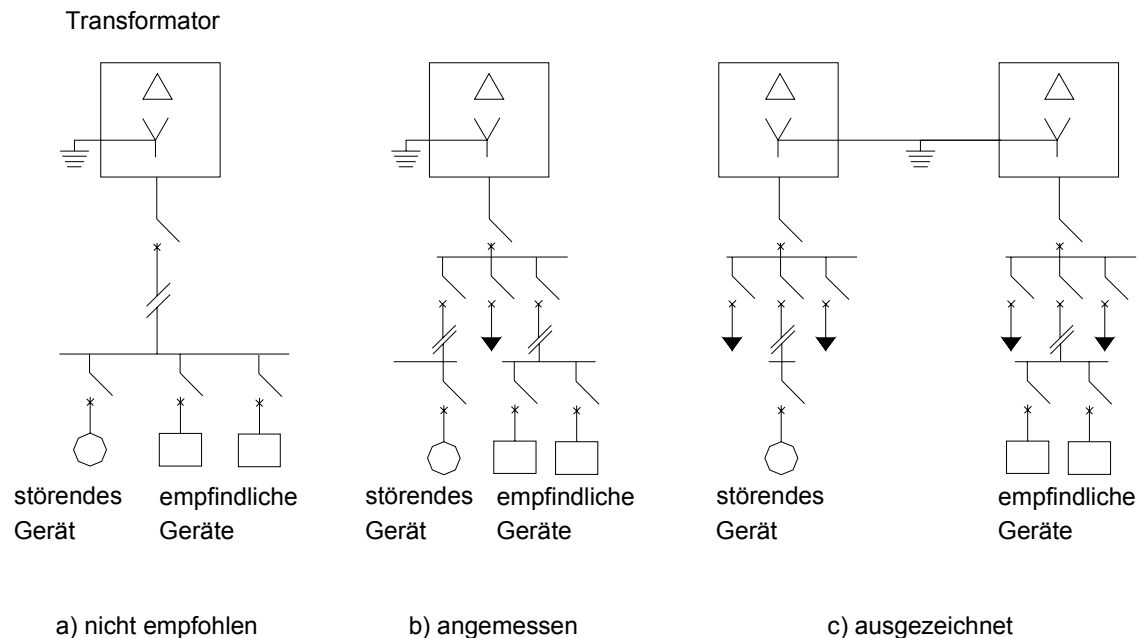 Transformator
störendes
Gerät
empfindliche
Geräte
störendes
Gerät
empfindliche
Geräte
störendes
Gerät
empfindliche
Geräte
a) nicht empfohlen
b) angemessen
c) ausgezeichnet